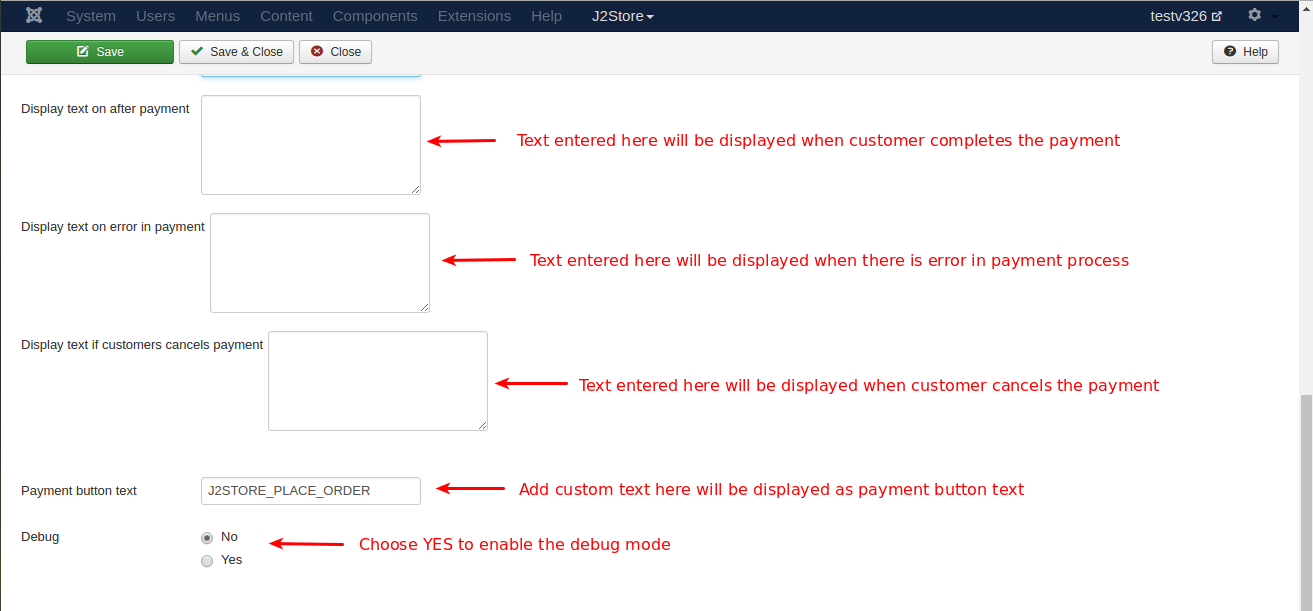 System Users Menus Content Components Extensions Help J2Store testv326
Save Save & Close Close Help
Display text on after payment
Text entered here will be displayed when customer completes the payment
Display text on error in payment
Text entered here will be displayed when there is error in payment process
Display text if customers cancels payment
Text entered here will be displayed when customer cancels the payment
Payment button text J2STORE_PLACE_ORDER Add custom text here will be displayed as payment button text
Debug No
Choose YES to enable the debug mode
Yes